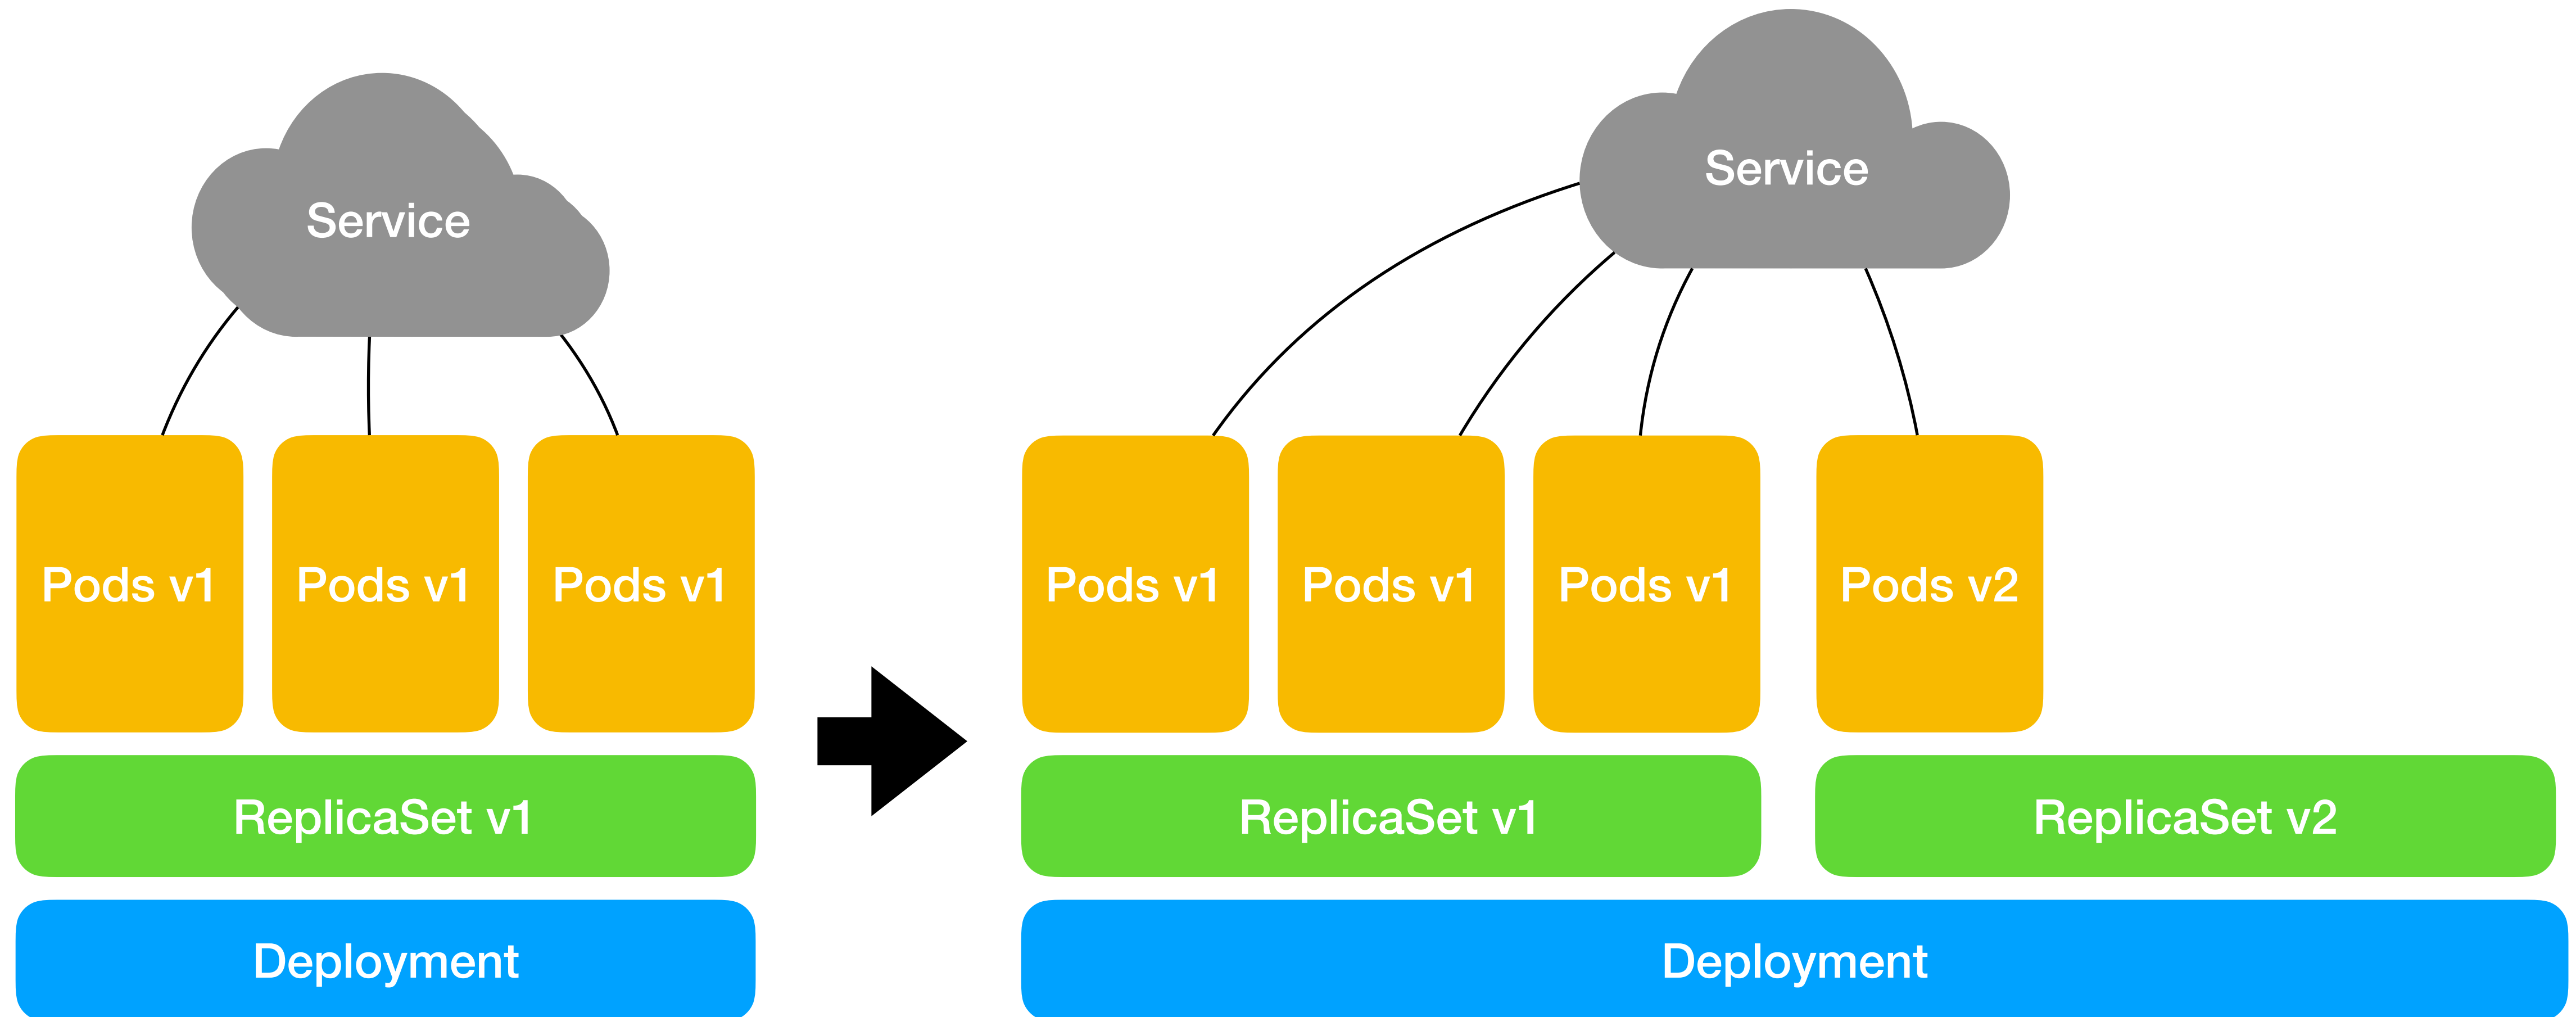 Service
Pods v1
Pods v1
Pods v1
ReplicaSet v1
Deployment
Service
Pods v1
Pods v1
Pods v1
Pods v2
ReplicaSet v1
ReplicaSet v2
Deployment